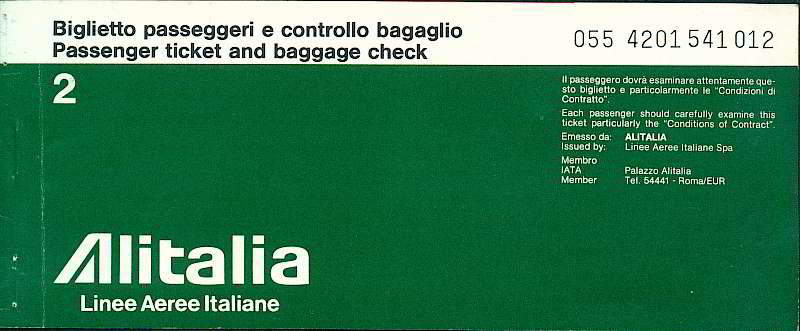 Biglietto passeggeri e controllo bagaglio
Passenger ticket and baggage check
055 4201 541 012
2
Il passeggero dovrà esaminare attentamente que-
sto biglietto e particolarmente le "Condizioni di
Contratto".
Each passenger should carefully examine this
ticket particularly the "Conditions of Contract".
Emesso da: ALITALIA
Issued by: Linee Aeree Italiane Spa
Membro
IATA Palazzo Alitalia
Member Tel. 54441 - Roma/EUR
Alitalia
Linee Aeree Italiane